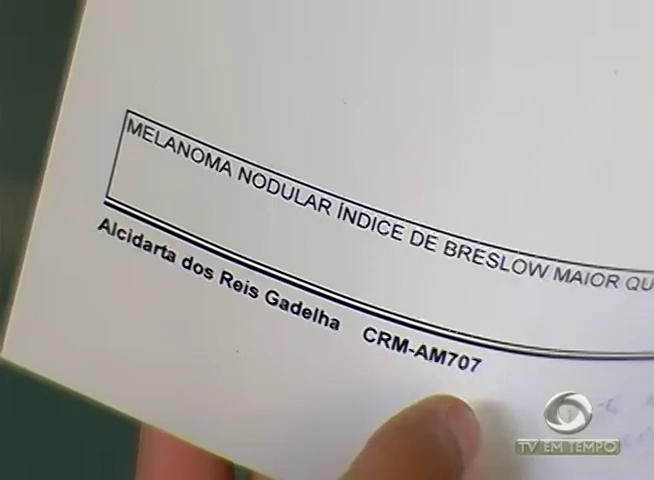 MELANOMA NODULAR ÍNDICE DE BRESLOW MAIOR QU
Alcidarta dos Reis Gadelha CRM-AM707
TV EM TEMPO